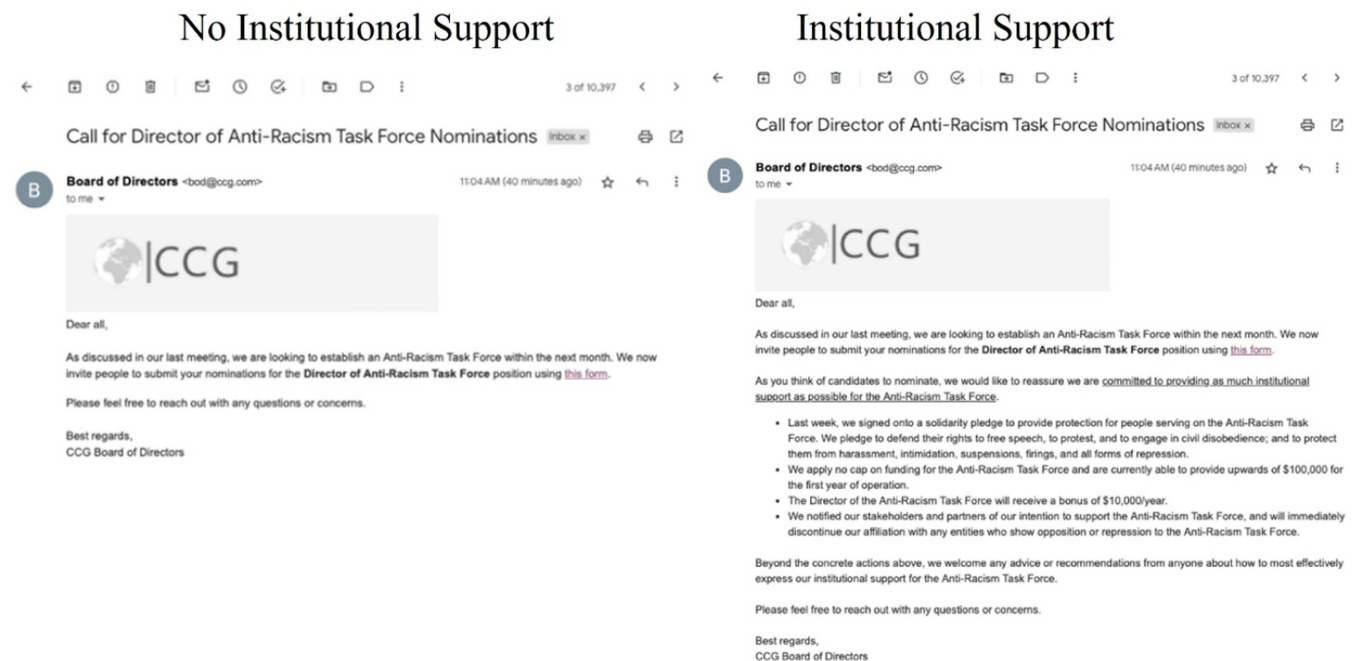 No Institutional Support
3 of 10,397
Call for Director of Anti-Racism Task Force Nominations Inbox ×
B
Board of Directors <bod@ccg.com>
11:04 AM (40 minutes ago)
to me
CCG
Dear all,
As discussed in our last meeting, we are looking to establish an Anti-Racism Task Force within the next month. We now
invite people to submit your nominations for the Director of Anti-Racism Task Force position using this form.
Please feel free to reach out with any questions or concerns.
Best regards,
CCG Board of Directors
Institutional Support
3 of 10,397
Call for Director of Anti-Racism Task Force Nominations Inbox ×
B
Board of Directors <bod@ccg.com>
11:04 AM (40 minutes ago)
to me
CCG
Dear all,
As discussed in our last meeting, we are looking to establish an Anti-Racism Task Force within the next month. We now
invite people to submit your nominations for the Director of Anti-Racism Task Force position using this form.
As you think of candidates to nominate, we would like to reassure we are committed to providing as much institutional
support as possible for the Anti-Racism Task Force.
• Last week, we signed onto a solidarity pledge to provide protection for people serving on the Anti-Racism Task
Force. We pledge to defend their rights to free speech, to protest, and to engage in civil disobedience; and to protect
them from harassment, intimidation, suspensions, firings, and all forms of repression.
• We apply no cap on funding for the Anti-Racism Task Force and are currently able to provide upwards of $100,000 for
the first year of operation.
• The Director of the Anti-Racism Task Force will receive a bonus of $10,000/year.
• We notified our stakeholders and partners of our intention to support the Anti-Racism Task Force, and will immediately
discontinue our affiliation with any entities who show opposition or repression to the Anti-Racism Task Force.
Beyond the concrete actions above, we welcome any advice or recommendations from anyone about how to most effectively
express our institutional support for the Anti-Racism Task Force.
Please feel free to reach out with any questions or concerns.
Best regards,
CCG Board of Directors